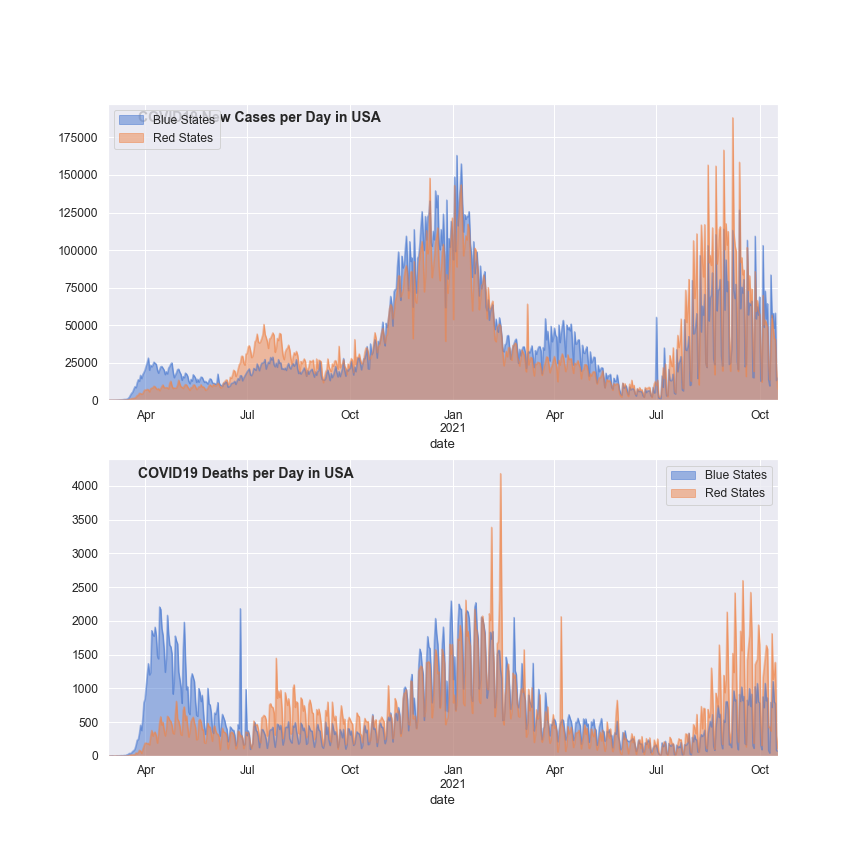 COVID19 New Cases per Day in USA
Blue States
Red States
175000
150000
125000
100000
75000
50000
25000
0
Apr Jul Oct Jan Apr Jul Oct
2021
date
COVID19 Deaths per Day in USA
Blue States
Red States
4000
3500
3000
2500
2000
1500
1000
500
0
Apr Jul Oct Jan Apr Jul Oct
2021
date